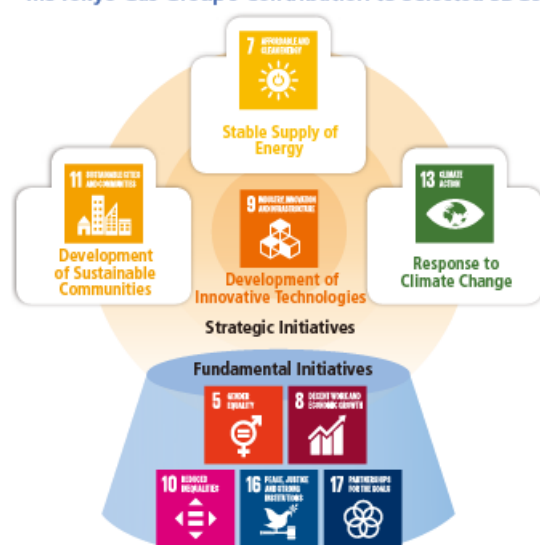 7 AFFORDABLE AND
CLEAN ENERGY
Stable Supply of
Energy
11 SUSTAINABLE CITIES
AND COMMUNITIES
Development
of Sustainable
Communities
9 INDUSTRY, INNOVATION
AND INFRASTRUCTURE
Development of
Innovative Technologies
13 CLIMATE
ACTION
Response to
Climate Change
Strategic Initiatives
Fundamental Initiatives
5 GENDER
EQUALITY
8 DECENT WORK AND
ECONOMIC GROWTH
10 REDUCED
INEQUALITIES
16 PEACE, JUSTICE
AND STRONG
INSTITUTIONS
17 PARTNERSHIPS
FOR THE GOALS